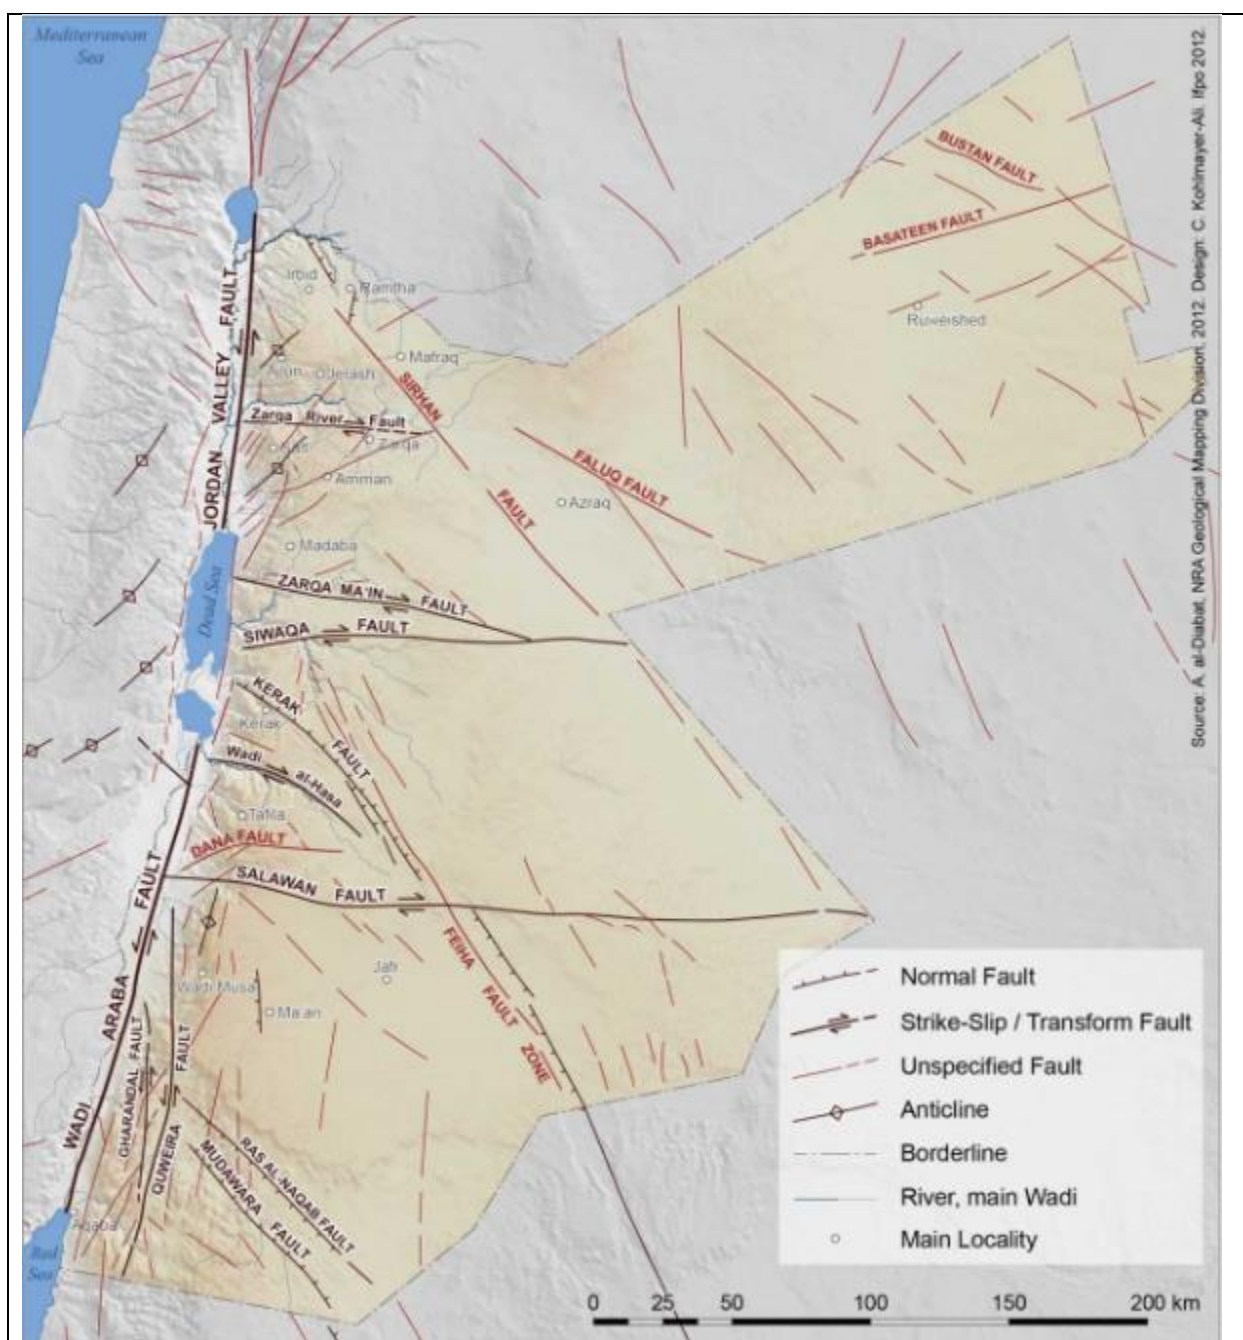 Mediterranean
Sea
BUSTAN FAULT
BASATEEN FAULT
Irbid
Ramtha
Ruweished
JORDAN VALLEY FAULT
Ajlun
Jerash
Mafraq
SIRHAN FAULT
Zarqa River Fault
Zarqa
Salt
Amman
FALUQ FAULT
Azraq
Madaba
Dead Sea
ZARQA MA'IN FAULT
SIWAQA FAULT
KERAK FAULT
Kerak
Wadi al-Hasa
Tafila
DANA FAULT
SALAWAN FAULT
FEIHA FAULT ZONE
Jafr
Wadi Musa
Ma'an
WADI ARABA FAULT
GHARANDAL FAULT
QUWEIRA FAULT
RAS AL-NAQAB FAULT
MUDAWARA FAULT
Aqaba
Red
Sea
Normal Fault
Strike-Slip / Transform Fault
Unspecified Fault
Anticline
Borderline
River, main Wadi
Main Locality
0 25 50 100 150 200 km
Source: A. al-Diabat, NRA Geological Mapping Division, 2012. Design: C. Kohlmayer-Ali. Ifpo 2012.